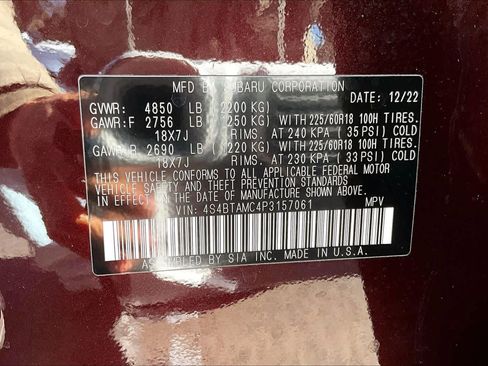 MFD BY SUBARU CORPORATION DATE: 12/22
GVWR: 4850 LB (2200 KG)
GAWR:F 2756 LB (1250 KG) WITH 225/60R18 100H TIRES.
18X7J RIMS. AT 240 KPA ( 35 PSI) COLD
GAWR:R 2690 LB (1220 KG) WITH 225/60R18 100H TIRES.
18X7J RIMS. AT 230 KPA ( 33 PSI) COLD
THIS VEHICLE CONFORMS TO ALL APPLICABLE FEDERAL MOTOR
VEHICLE SAFETY AND THEFT PREVENTION STANDARDS
IN EFFECT ON THE DATE OF MANUFACTURE SHOWN ABOVE.
VIN: 4S4BTAMC4P3157061 MPV
ASSEMBLED BY SIA INC. MADE IN U.S.A.